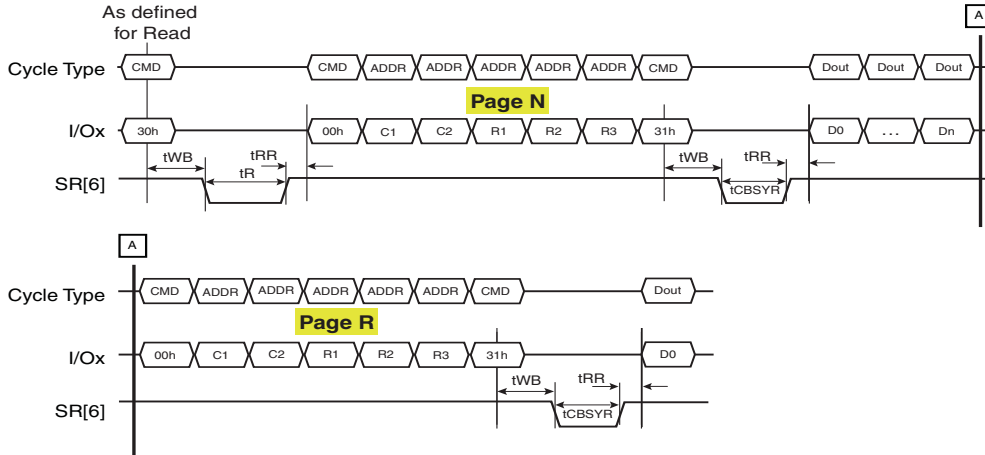 As defined
for Read
A
Cycle Type CMD CMD ADDR ADDR ADDR ADDR ADDR CMD Dout Dout Dout
Page N
I/Ox 30h 00h C1 C2 R1 R2 R3 31h D0 ... Dn
tWB tRR tWB tRR
tR
SR[6] tCBSYR
A
Cycle Type CMD ADDR ADDR ADDR ADDR ADDR CMD Dout
Page R
I/Ox 00h C1 C2 R1 R2 R3 31h D0
tWB tRR
SR[6] tCBSYR